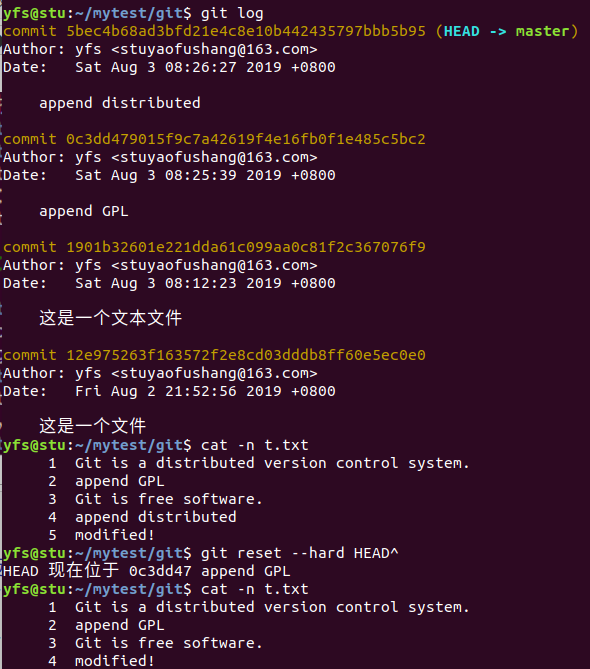 yfs@stu:~/mytest/git$ git log
commit 5bec4b68ad3bfd21e4c8e10b442435797bbb5b95 (HEAD -> master)
Author: yfs <stuyaofushang@163.com>
Date:   Sat Aug 3 08:26:27 2019 +0800
append distributed
commit 0c3dd479015f9c7a42619f4e16fb0f1e485c5bc2
Author: yfs <stuyaofushang@163.com>
Date:   Sat Aug 3 08:25:39 2019 +0800
append GPL
commit 1901b32601e221dda61c099aa0c81f2c367076f9
Author: yfs <stuyaofushang@163.com>
Date:   Sat Aug 3 08:12:23 2019 +0800
这是一个文本文件
commit 12e975263f163572f2e8cd03dddb8ff60e5ec0e0
Author: yfs <stuyaofushang@163.com>
Date:   Fri Aug 2 21:52:56 2019 +0800
这是一个文件
yfs@stu:~/mytest/git$ cat -n t.txt
1  Git is a distributed version control system.
2  append GPL
3  Git is free software.
4  append distributed
5  modified!
yfs@stu:~/mytest/git$ git reset --hard HEAD^
HEAD 现在位于 0c3dd47 append GPL
yfs@stu:~/mytest/git$ cat -n t.txt
1  Git is a distributed version control system.
2  append GPL
3  Git is free software.
4  modified!